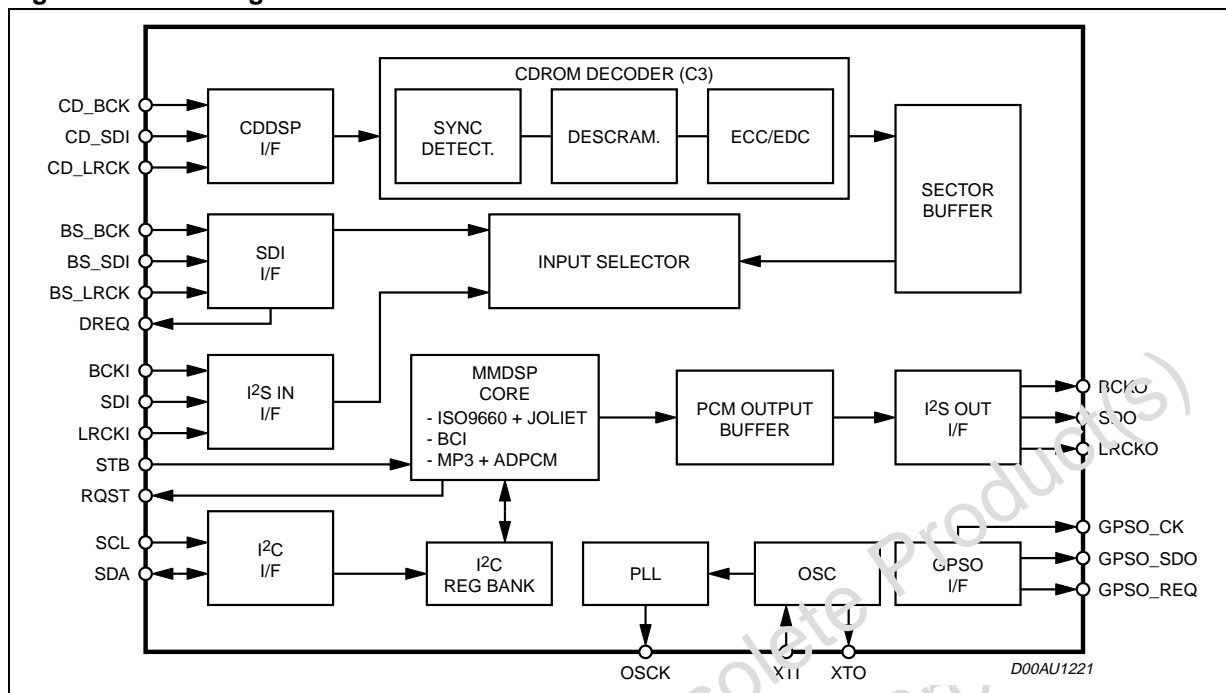 CDROM DECODER (C3)
CD_BCK
CD_SDI
CD_LRCK
CDDSP
I/F
SYNC
DETECT.
DESCRAM.
ECC/EDC
SECTOR
BUFFER
BS_BCK
BS_SDI
BS_LRCK
DREQ
SDI
I/F
INPUT SELECTOR
BCKI
SDI
LRCKI
STB
RQST
I2S IN
I/F
MMDSP
CORE
- ISO9660 + JOLIET
- BCI
- MP3 + ADPCM
PCM OUTPUT
BUFFER
I2S OUT
I/F
BCKO
SDO
LRCKO
SCL
SDA
I2C
I/F
I2C
REG BANK
PLL
OSC
GPSO
I/F
GPSO_CK
GPSO_SDO
GPSO_REQ
OSCK
XTI
XTO
D00AU1221
solete Product(s)